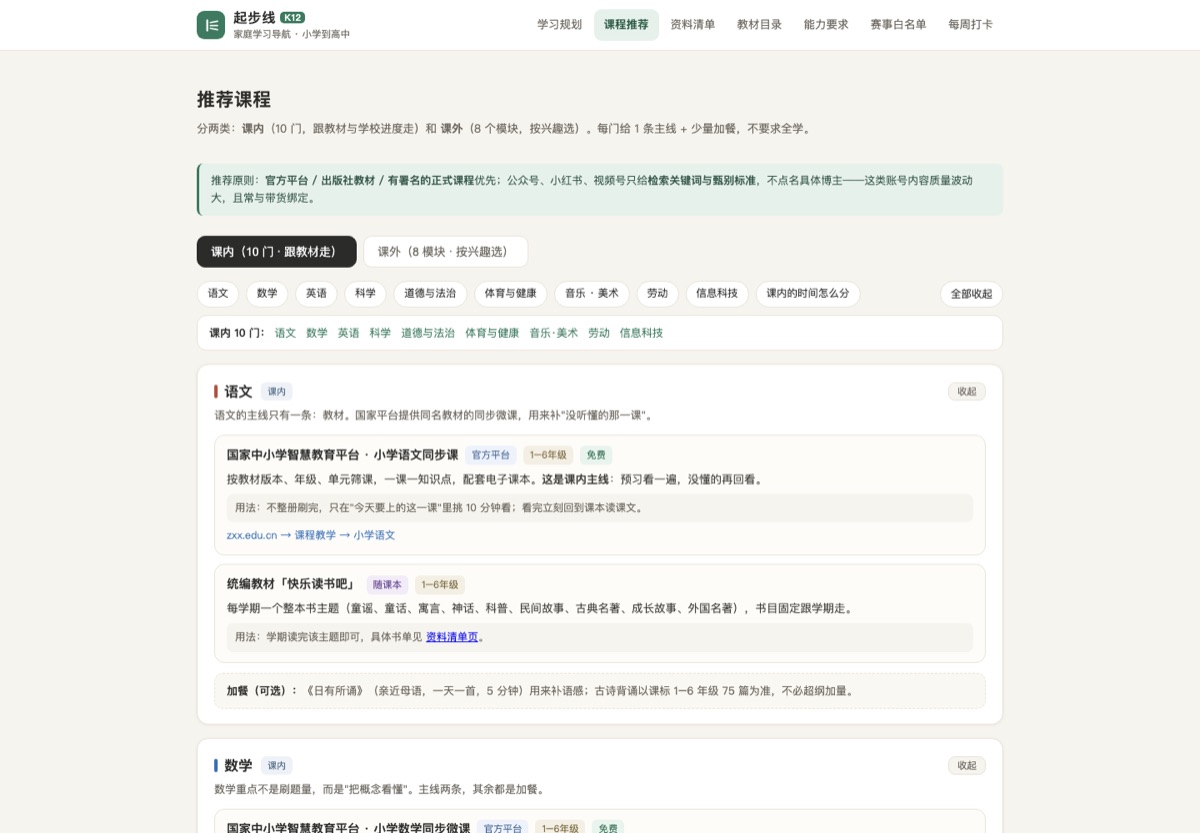 起步线 K12
家庭学习导航 · 小学到高中
学习规划 课程推荐 资料清单 教材目录 能力要求 赛事白名单 每周打卡
推荐课程
分两类：课内（10 门，跟教材与学校进度走）和 课外（8 个模块，按兴趣选）。每门给 1 条主线 + 少量加餐，不要求全学。
推荐原则：官方平台 / 出版社教材 / 有署名的正式课程优先；公众号、小红书、视频号只给检索关键词与甄别标准，不点名具体博主——这类账号内容质量波动
大，且常与带货绑定。
课内（10 门 · 跟教材走） 课外（8 模块 · 按兴趣选）
语文 数学 英语 科学 道德与法治 体育与健康 音乐 · 美术 劳动 信息科技 课内的时间怎么分 全部收起
课内 10 门： 语文 数学 英语 科学 道德与法治 体育与健康 音乐·美术 劳动 信息科技
语文 课内 收起
语文的主线只有一条：教材。国家平台提供同名教材的同步微课，用来补"没听懂的那一课"。
国家中小学智慧教育平台 · 小学语文同步课 官方平台 1—6年级 免费
按教材版本、年级、单元筛课，一课一知识点，配套电子课本。这是课内主线：预习看一遍，没懂的再回看。
用法：不整册刷完，只在"今天要上的这一课"里挑 10 分钟看；看完立刻回到课本读课文。
zxx.edu.cn → 课程教学 → 小学语文
统编教材「快乐读书吧」 随课本 1—6年级
每学期一个整本书主题（童谣、童话、寓言、神话、科普、民间故事、古典名著、成长故事、外国名著），书目固定跟学期走。
用法：学期读完该主题即可，具体书单见 资料清单页。
加餐（可选）：《日有所诵》（亲近母语，一天一首，5 分钟）用来补语感；古诗背诵以课标 1—6 年级 75 篇为准，不必超纲加量。
数学 课内 收起
数学重点不是刷题量，而是"把概念看懂"。主线两条，其余都是加餐。
国家中小学智慧教育平台 · 小学数学同步微课 官方平台 1—6年级 免费